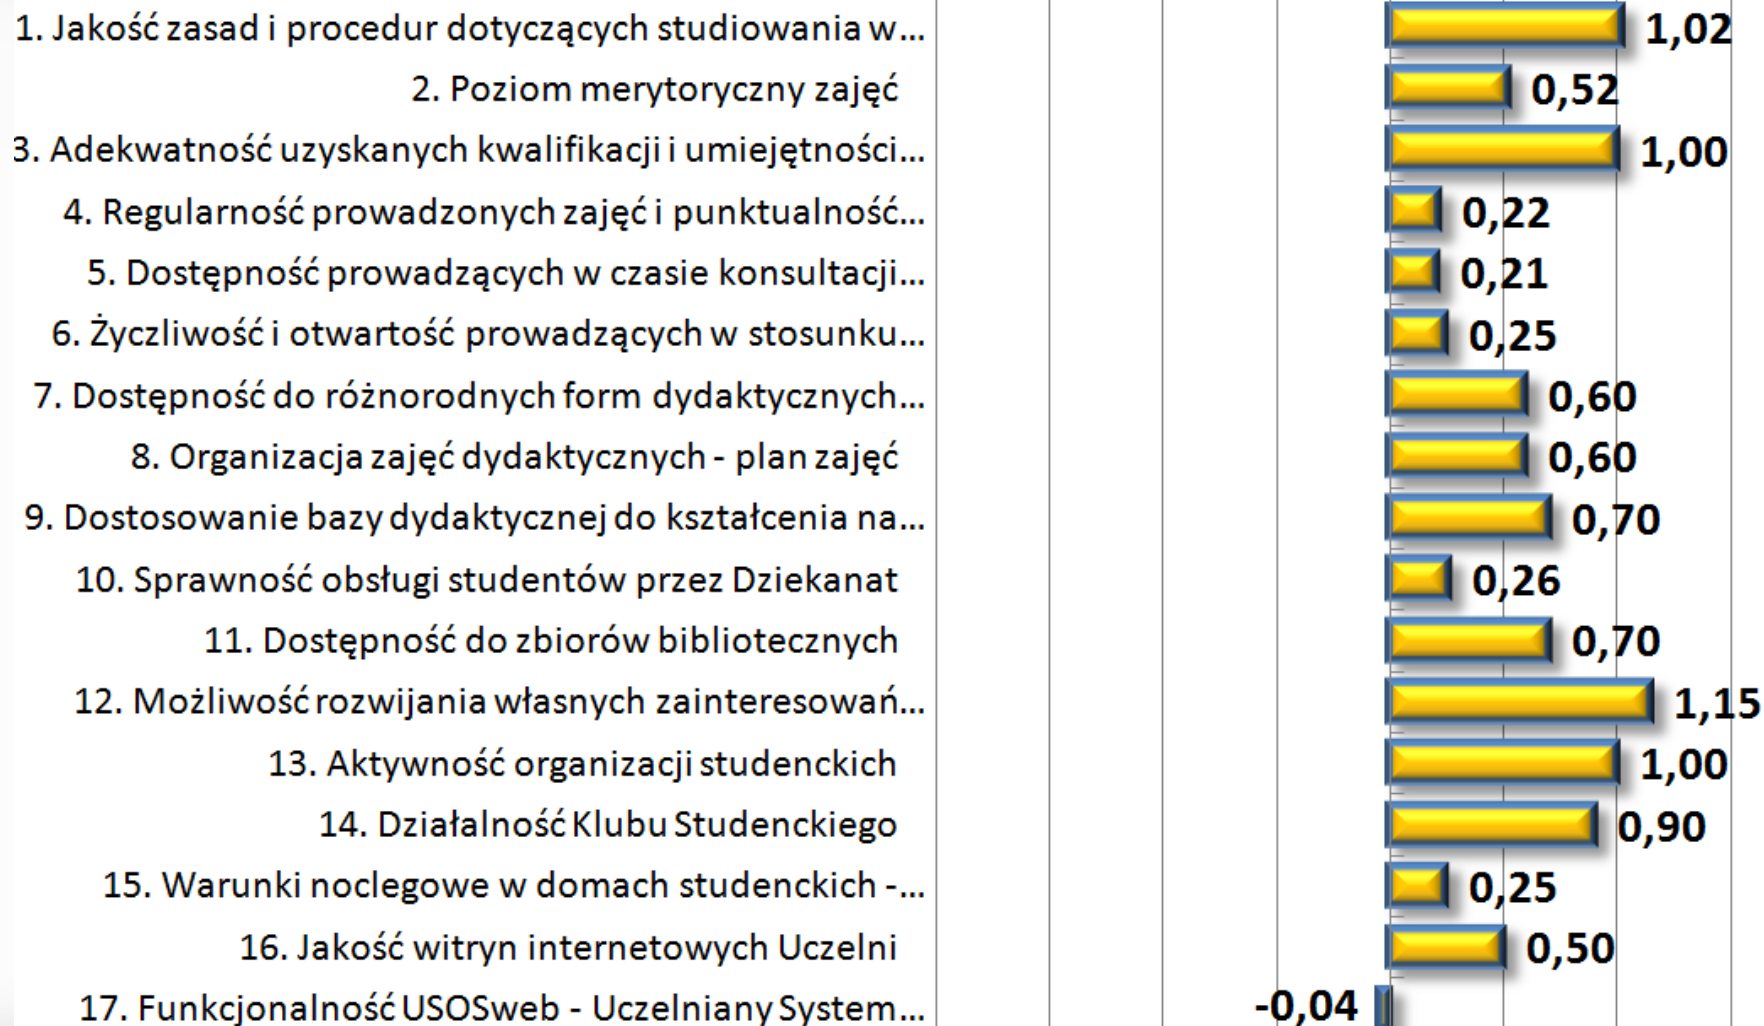 1. Jakość zasad i procedur dotyczących studiowania w... 1,02
2. Poziom merytoryczny zajęć 0,52
3. Adekwatność uzyskanych kwalifikacji i umiejętności... 1,00
4. Regularność prowadzonych zajęć i punktualność... 0,22
5. Dostępność prowadzących w czasie konsultacji... 0,21
6. Życzliwość i otwartość prowadzących w stosunku... 0,25
7. Dostępność do różnorodnych form dydaktycznych... 0,60
8. Organizacja zajęć dydaktycznych - plan zajęć 0,60
9. Dostosowanie bazy dydaktycznej do kształcenia na... 0,70
10. Sprawność obsługi studentów przez Dziekanat 0,26
11. Dostępność do zbiorów bibliotecznych 0,70
12. Możliwość rozwijania własnych zainteresowań... 1,15
13. Aktywność organizacji studenckich 1,00
14. Działalność Klubu Studenckiego 0,90
15. Warunki noclegowe w domach studenckich -... 0,25
16. Jakość witryn internetowych Uczelni 0,50
17. Funkcjonalność USOSweb - Uczelniany System... -0,04